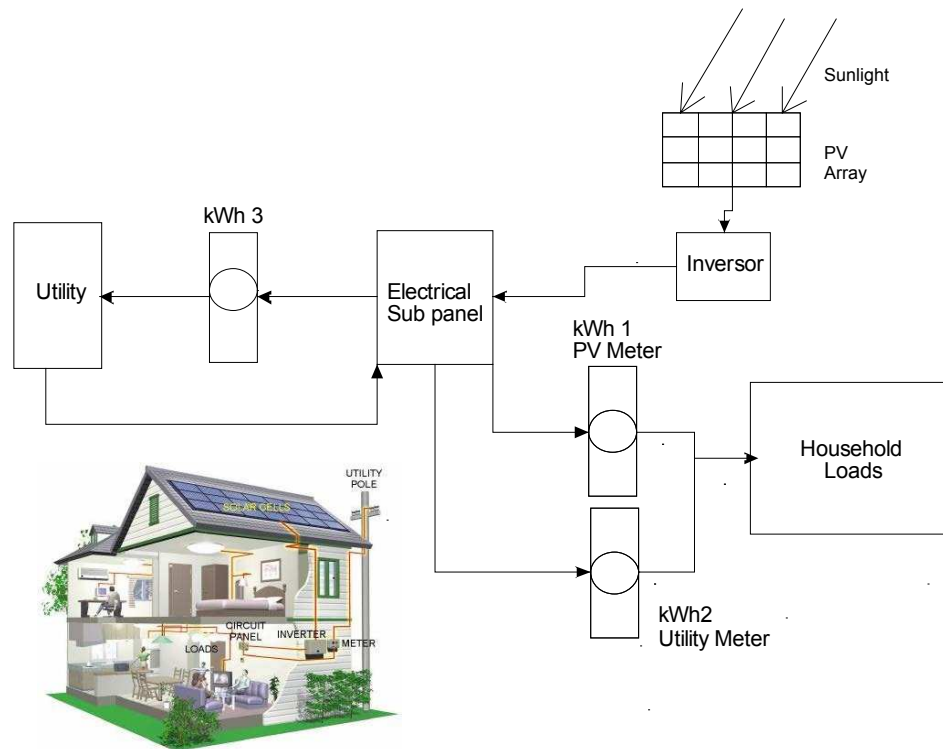 Sunlight
PV
Array
kWh 3
Inversor
Utility
Electrical
Sub panel
kWh 1
PV Meter
Household
Loads
kWh2
Utility Meter
UTILITY
POLE
SOLAR CELLS
CIRCUIT
PANEL
INVERTER
METER
LOADS